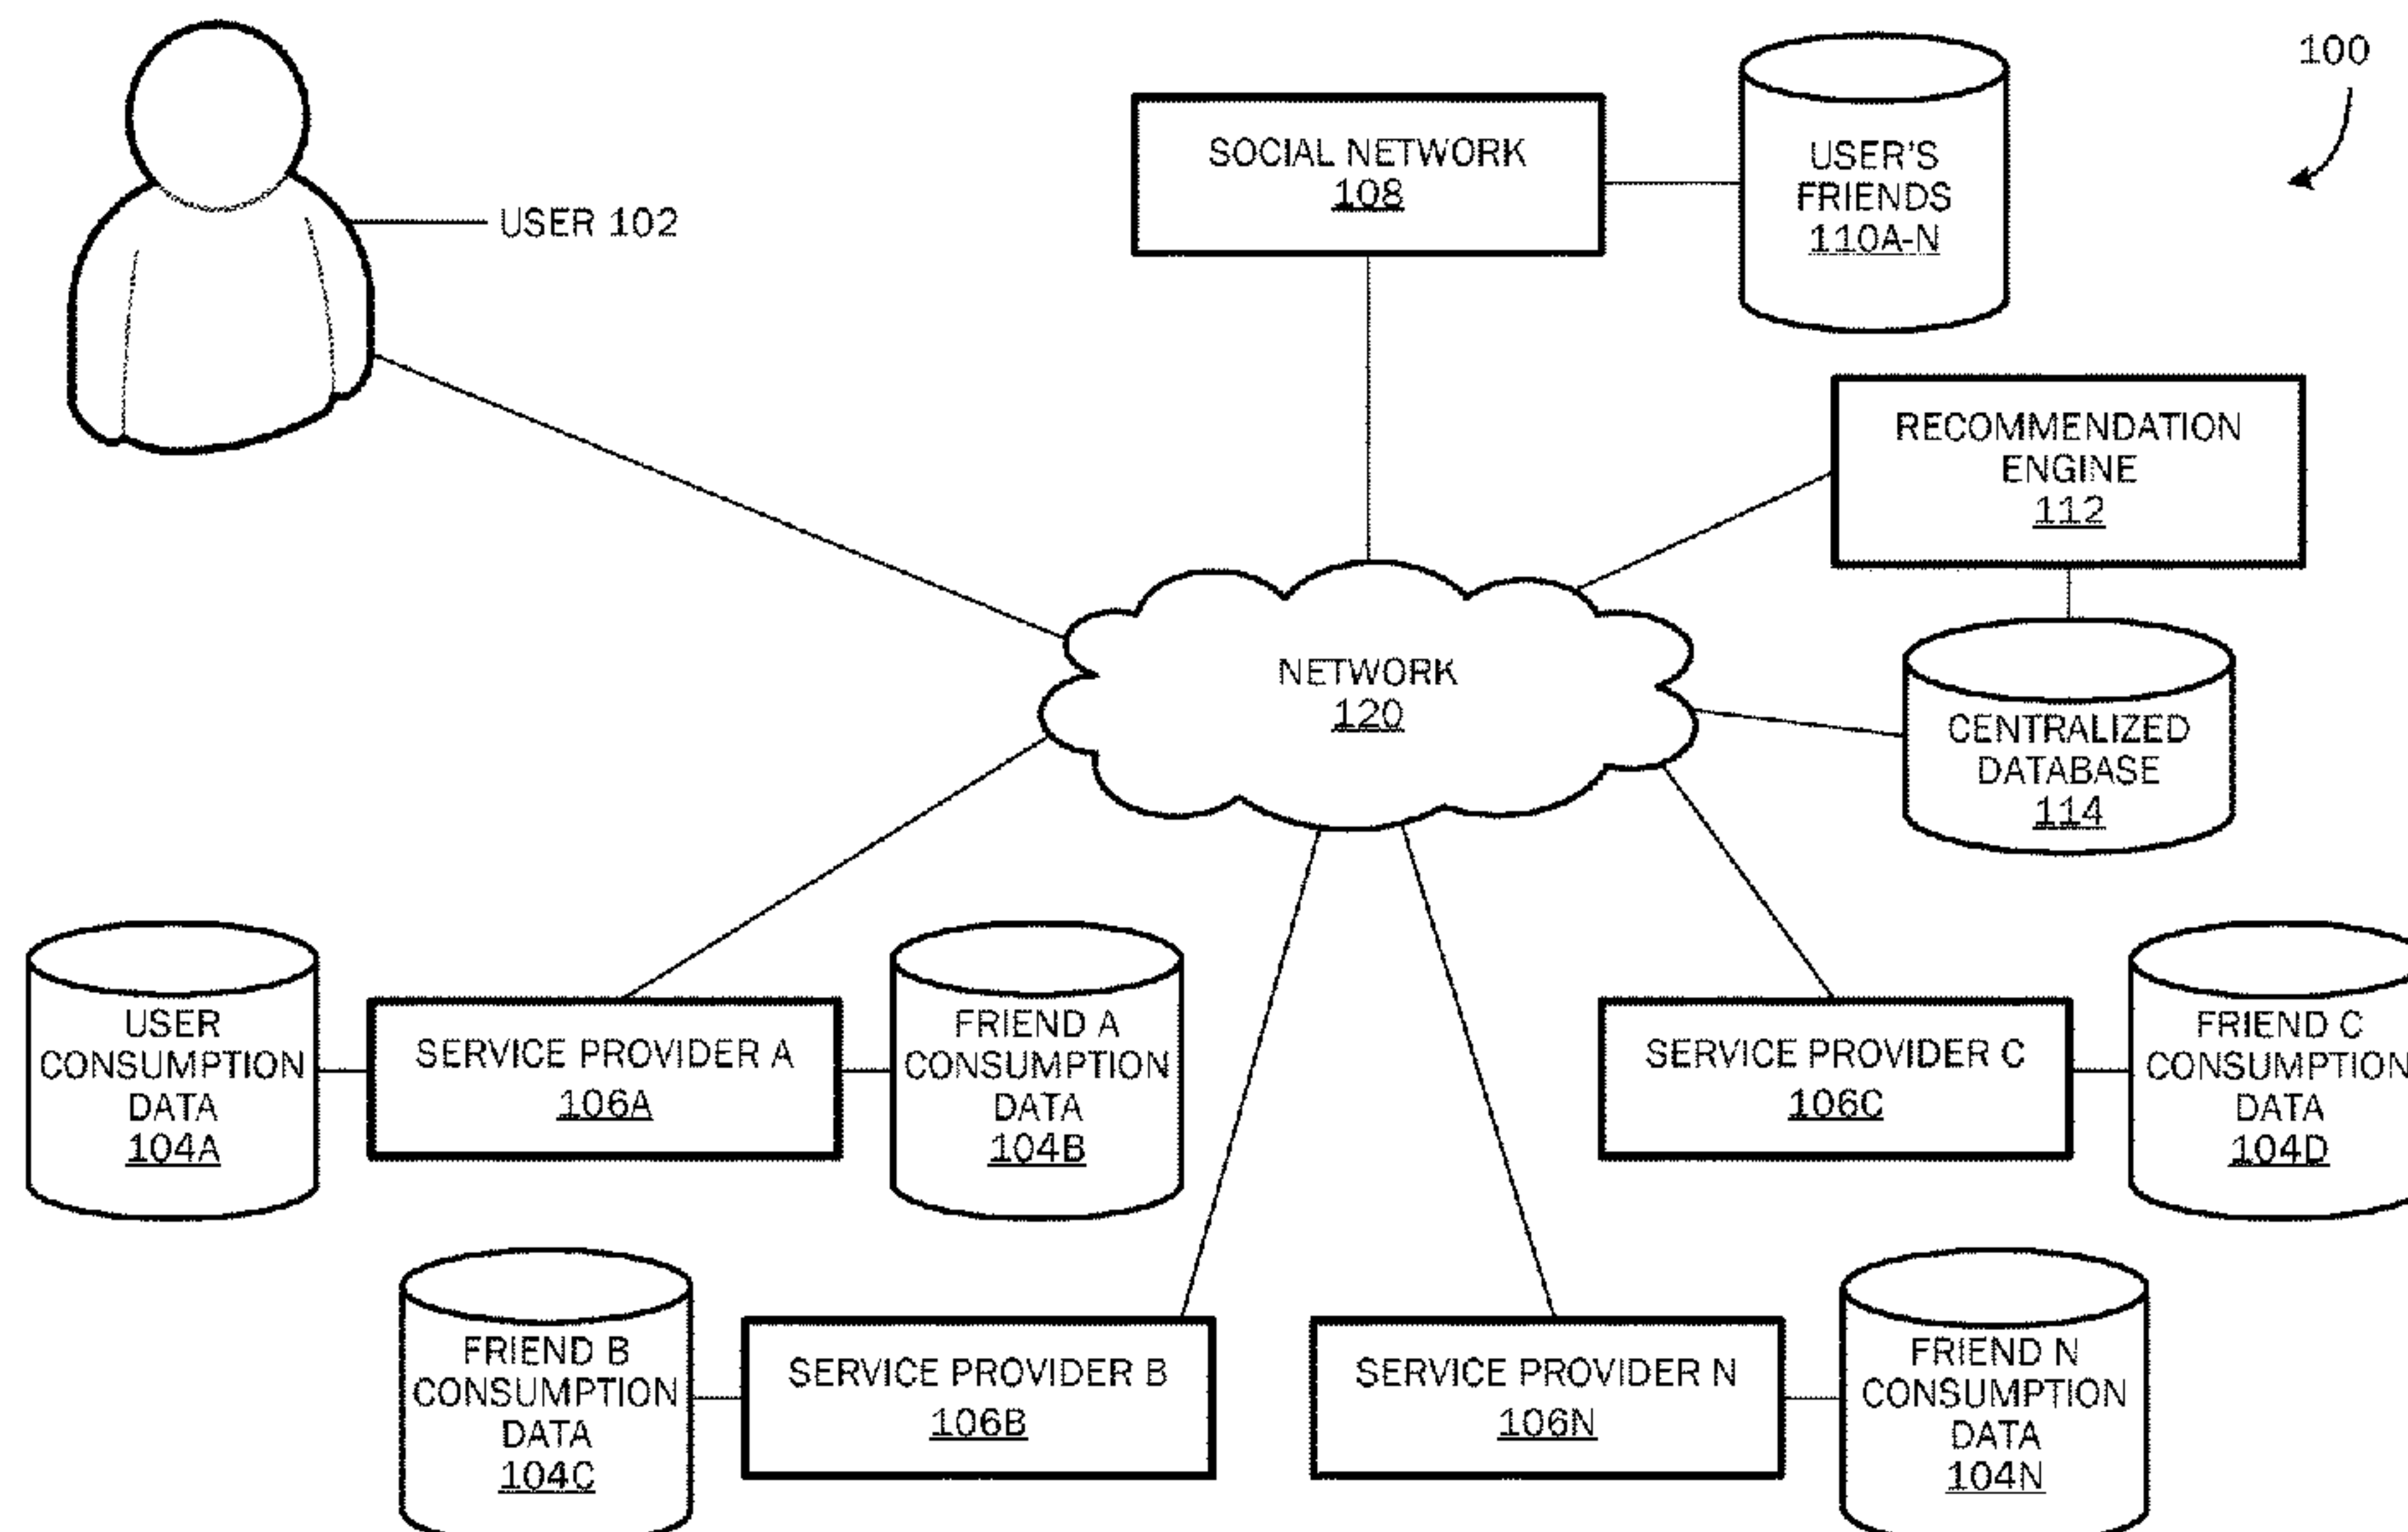 100
SOCIAL NETWORK
108
USER'S
FRIENDS
110A-N
USER 102
RECOMMENDATION
ENGINE
112
NETWORK
120
CENTRALIZED
DATABASE
114
USER
CONSUMPTION
DATA
104A
SERVICE PROVIDER A
106A
FRIEND A
CONSUMPTION
DATA
104B
SERVICE PROVIDER C
106C
FRIEND C
CONSUMPTION
DATA
104D
FRIEND B
CONSUMPTION
DATA
104C
SERVICE PROVIDER B
106B
SERVICE PROVIDER N
106N
FRIEND N
CONSUMPTION
DATA
104N